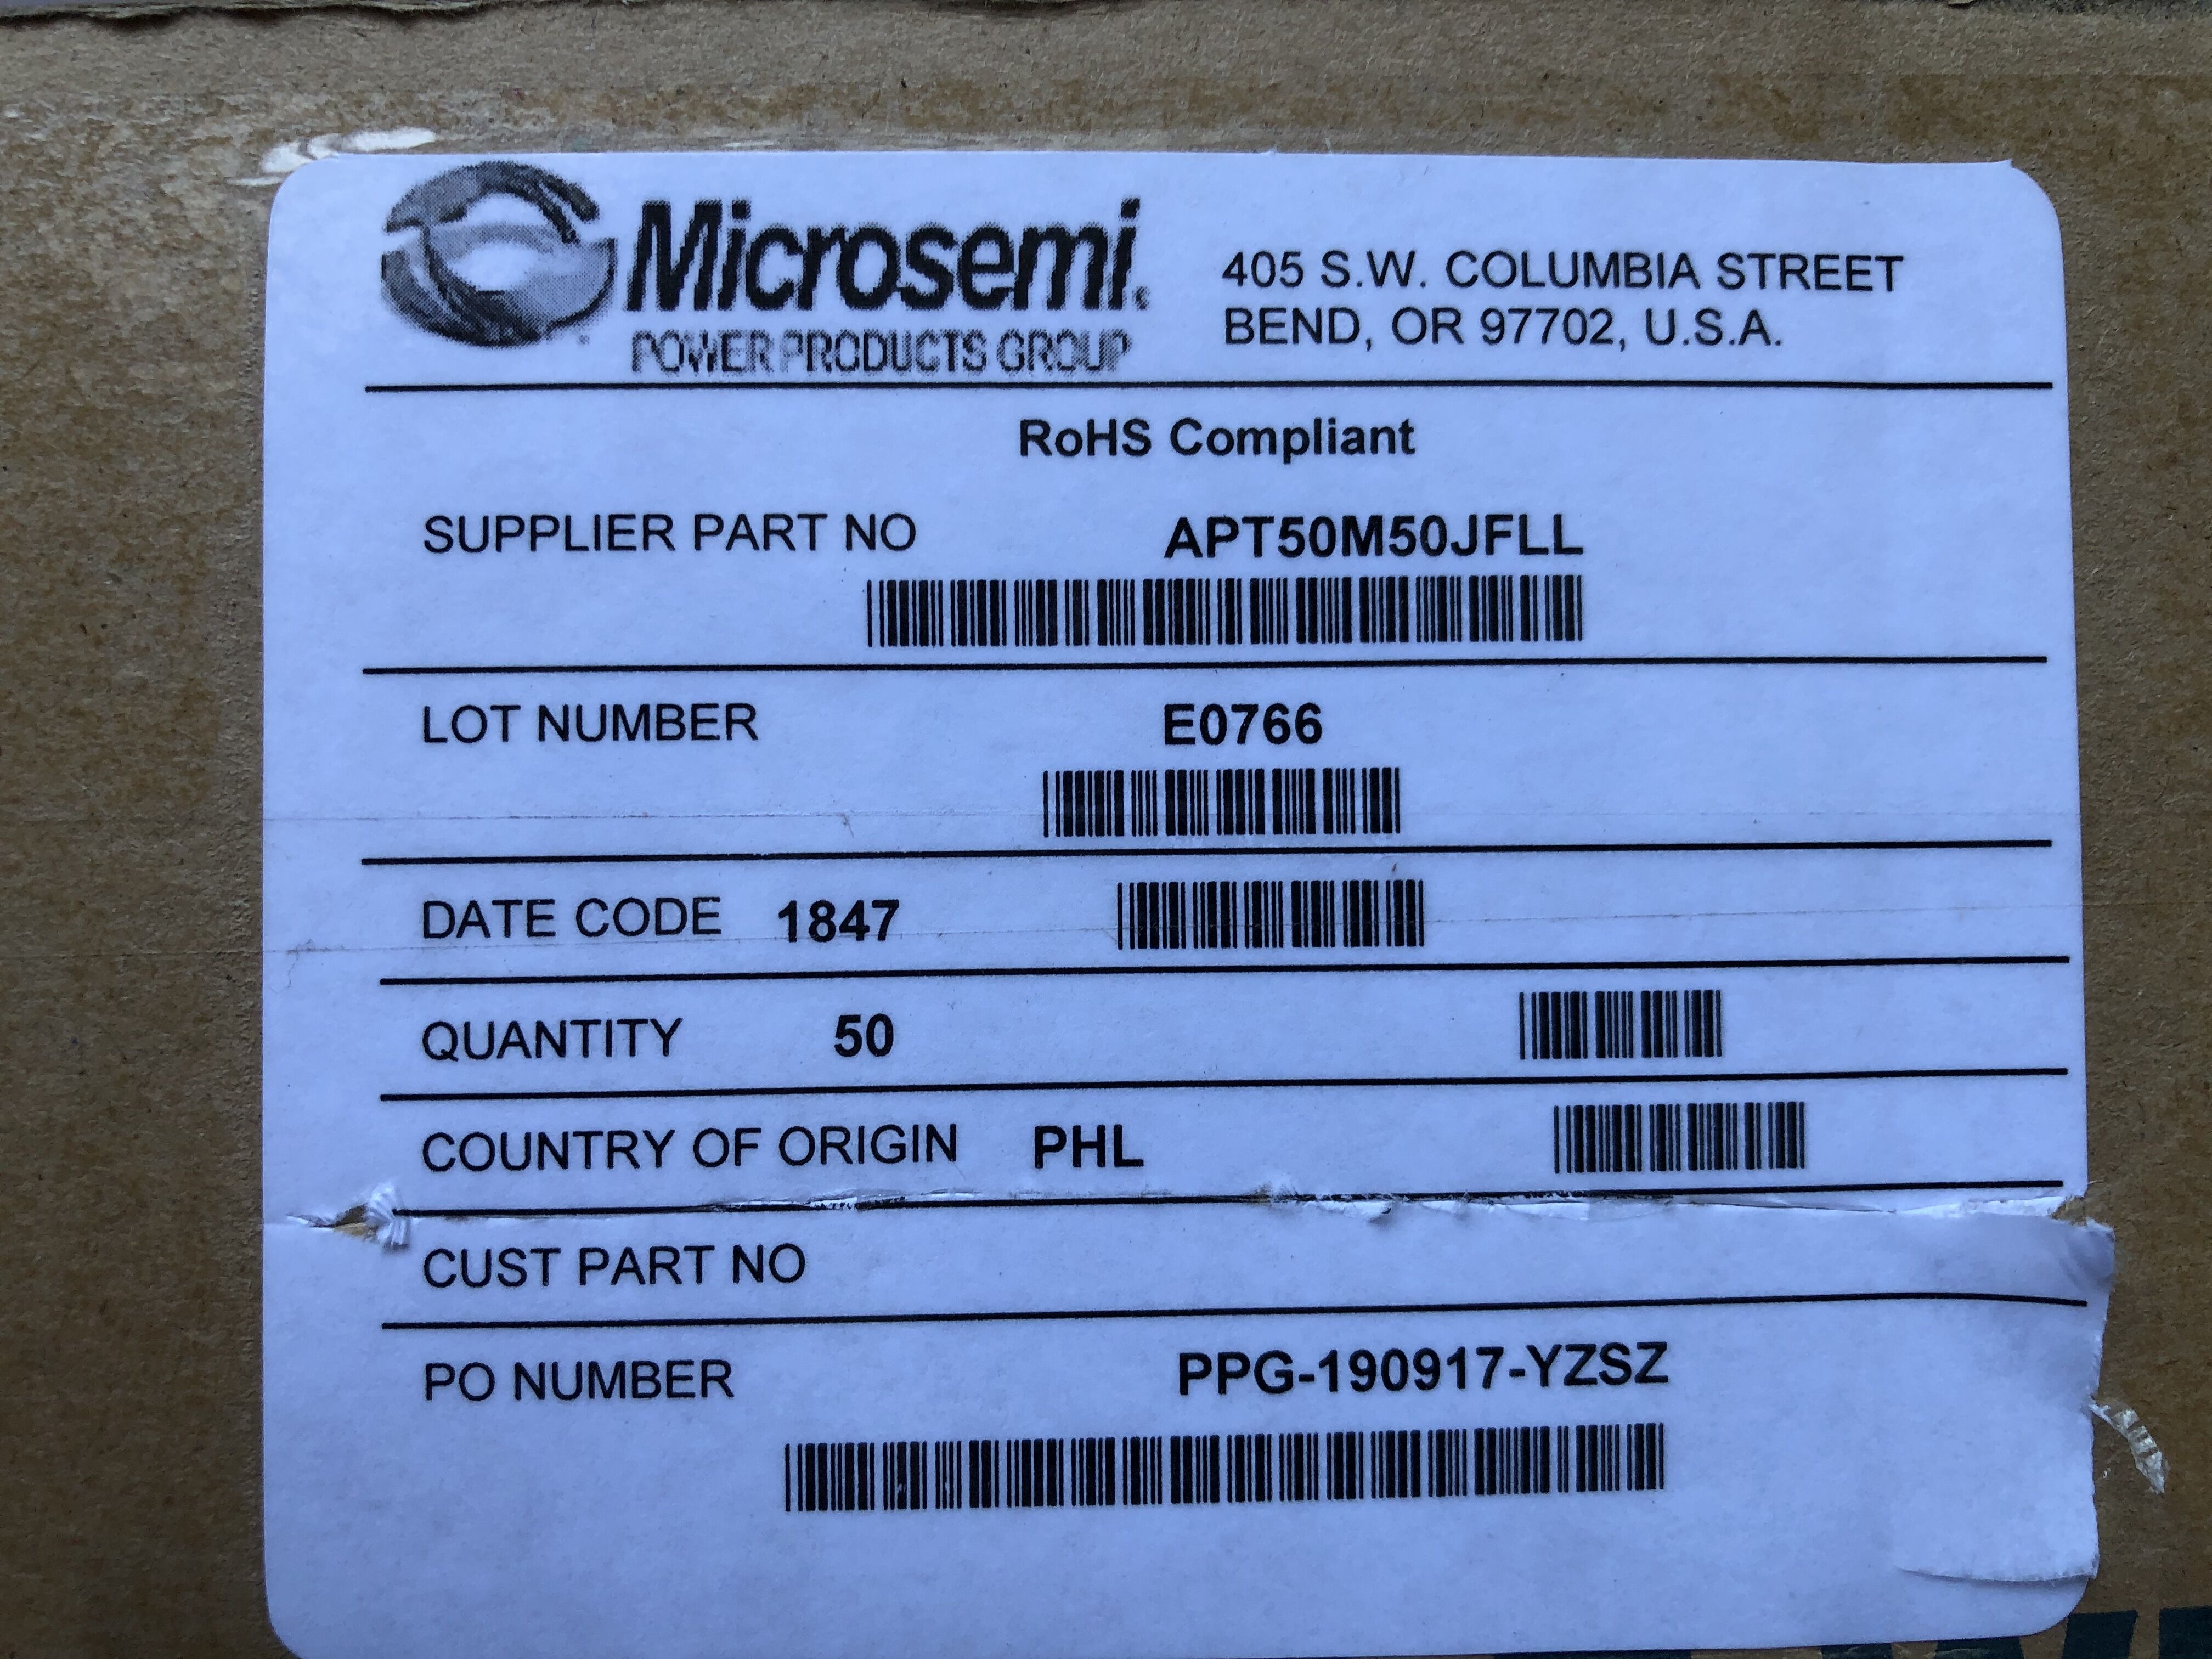 Microsemi.
POWER PRODUCTS GROUP
405 S.W. COLUMBIA STREET
BEND, OR 97702, U.S.A.
RoHS Compliant
SUPPLIER PART NO APT50M50JFLL
LOT NUMBER E0766
DATE CODE 1847
QUANTITY 50
COUNTRY OF ORIGIN PHL
CUST PART NO
PO NUMBER PPG-190917-YZSZ